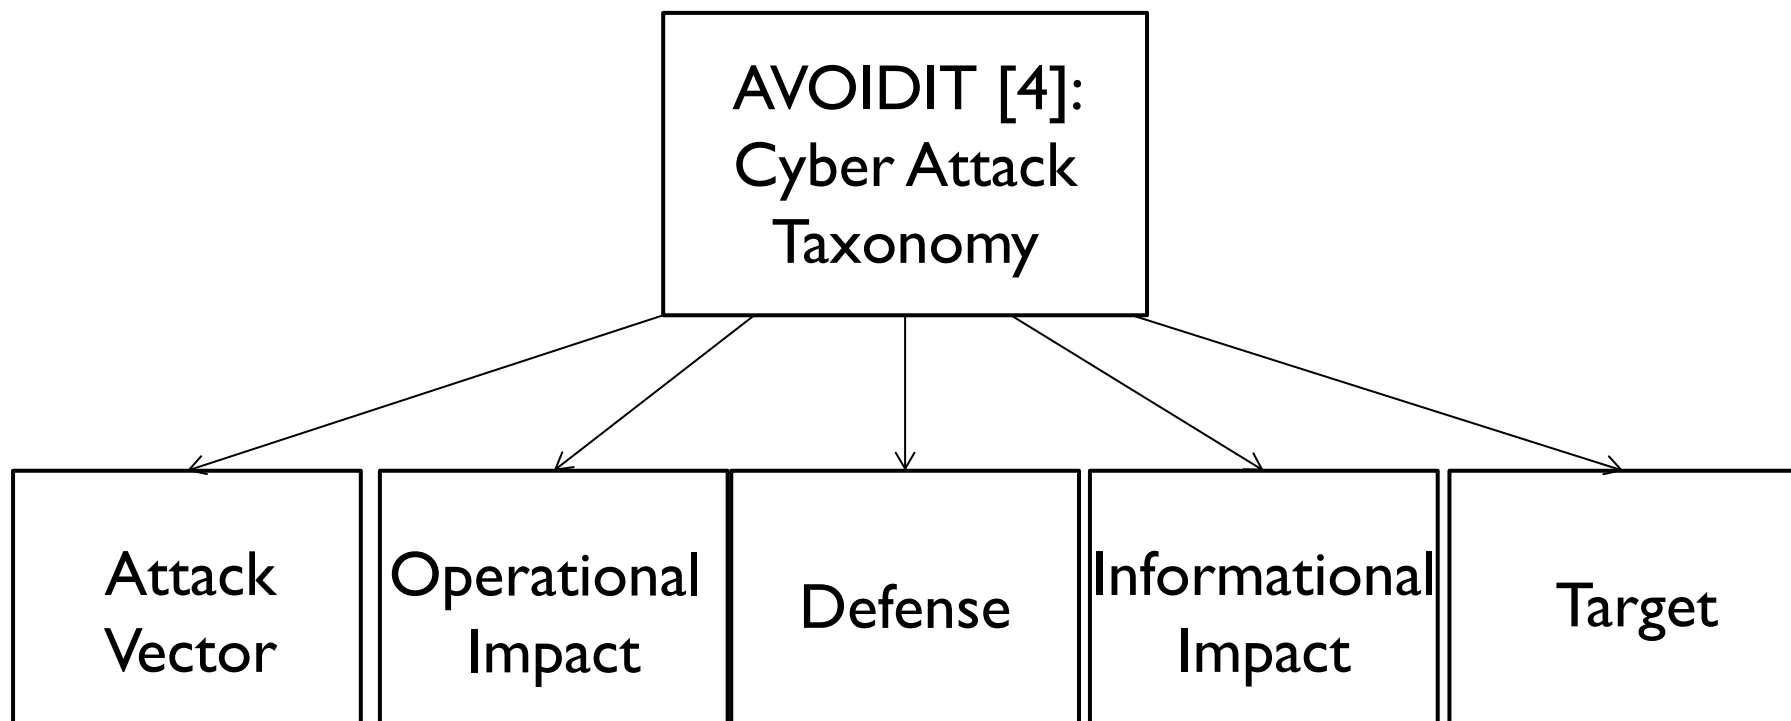 AVOIDIT [4]:
Cyber Attack
Taxonomy
Attack
Vector
Operational
Impact
Defense
Informational
Impact
Target